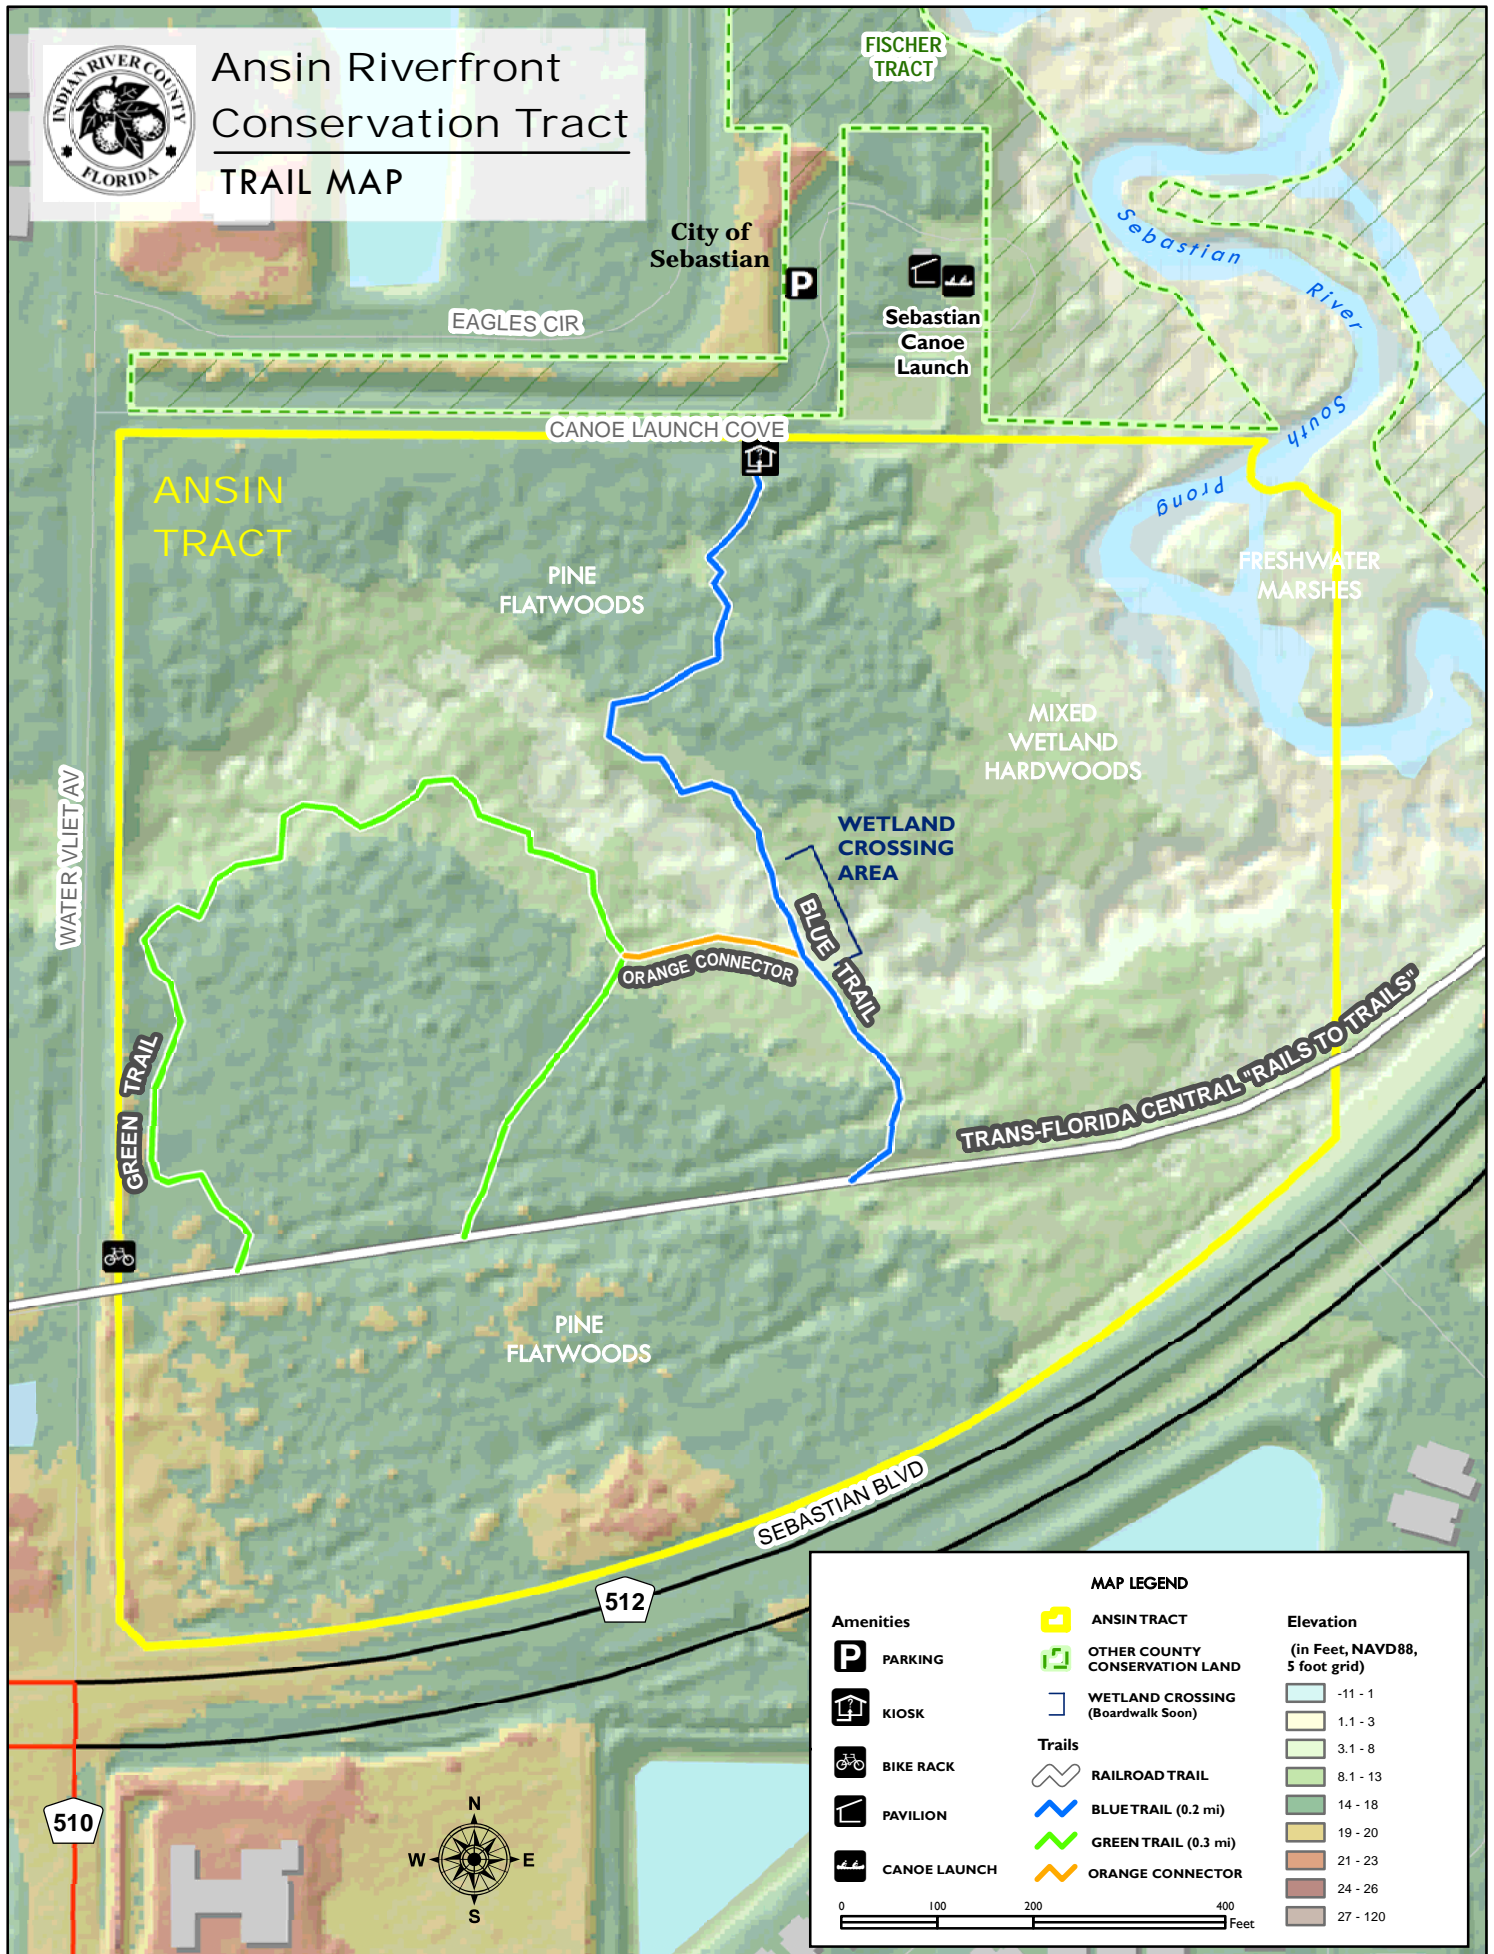 INDIAN RIVER COUNTY
FLORIDA
Ansin Riverfront
Conservation Tract
TRAIL MAP
FISCHER
TRACT
City of
Sebastian
P
Sebastian
Canoe
Launch
EAGLES CIR
CANOE LAUNCH COVE
Sebastian
River
South
Prong
ANSIN
TRACT
PINE
FLATWOODS
FRESHWATER
MARSHES
MIXED
WETLAND
HARDWOODS
WATER VLIET AV
WETLAND
CROSSING
AREA
BLUE TRAIL
ORANGE CONNECTOR
GREEN TRAIL
TRANS-FLORIDA CENTRAL "RAILS TO TRAILS"
PINE
FLATWOODS
SEBASTIAN BLVD
512
510
N
W E
S
MAP LEGEND
Amenities
P PARKING
? KIOSK
BIKE RACK
PAVILION
CANOE LAUNCH
ANSIN TRACT
OTHER COUNTY
CONSERVATION LAND
WETLAND CROSSING
(Boardwalk Soon)
Trails
RAILROAD TRAIL
BLUE TRAIL (0.2 mi)
GREEN TRAIL (0.3 mi)
ORANGE CONNECTOR
Elevation
(in Feet, NAVD88,
5 foot grid)
-11 - 1
1.1 - 3
3.1 - 8
8.1 - 13
14 - 18
19 - 20
21 - 23
24 - 26
27 - 120
0 100 200 400
Feet